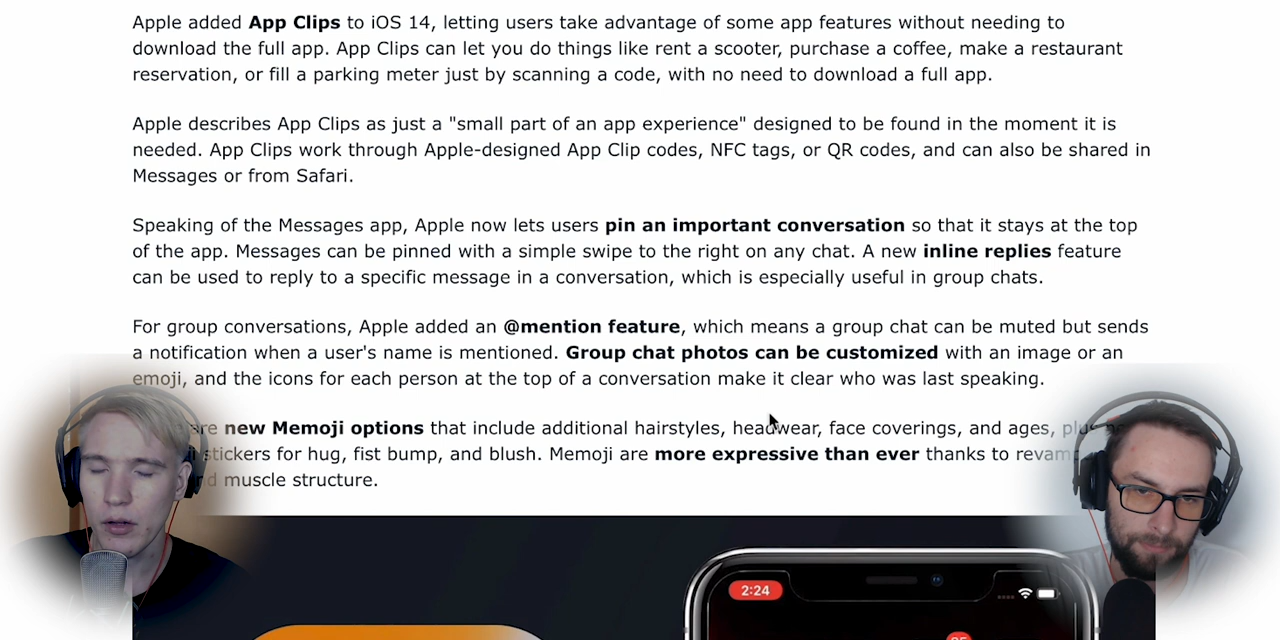 Apple added App Clips to iOS 14, letting users take advantage of some app features without needing to
download the full app. App Clips can let you do things like rent a scooter, purchase a coffee, make a restaurant
reservation, or fill a parking meter just by scanning a code, with no need to download a full app.
Apple describes App Clips as just a "small part of an app experience" designed to be found in the moment it is
needed. App Clips work through Apple-designed App Clip codes, NFC tags, or QR codes, and can also be shared in
Messages or from Safari.
Speaking of the Messages app, Apple now lets users pin an important conversation so that it stays at the top
of the app. Messages can be pinned with a simple swipe to the right on any chat. A new inline replies feature
can be used to reply to a specific message in a conversation, which is especially useful in group chats.
For group conversations, Apple added an @mention feature, which means a group chat can be muted but sends
a notification when a user's name is mentioned. Group chat photos can be customized with an image or an
emoji, and the icons for each person at the top of a conversation make it clear who was last speaking.
new Memoji options that include additional hairstyles, headwear, face coverings, and ages,
stickers for hug, fist bump, and blush. Memoji are more expressive than ever thanks to
muscle structure.
2:24